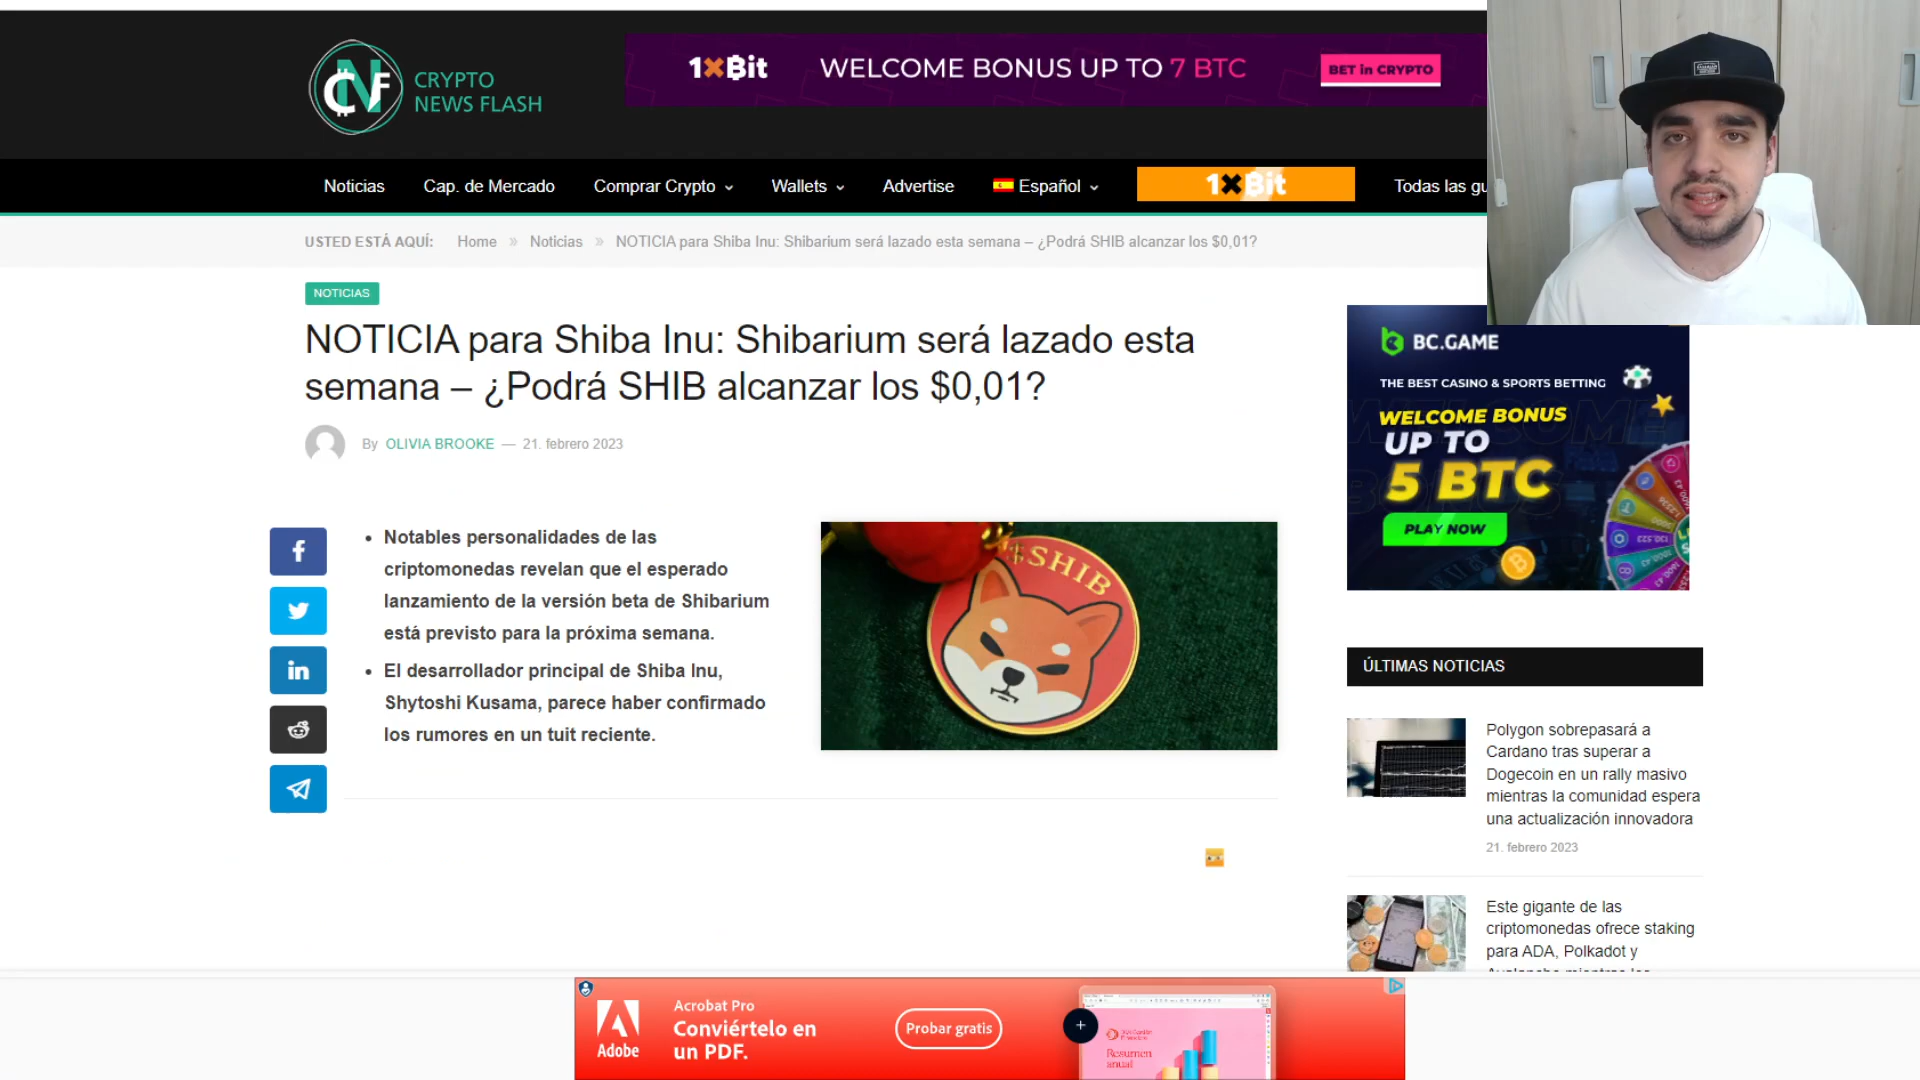 CRYPTO
NEWS FLASH
1xBit
WELCOME BONUS UP TO 7 BTC
BET in CRYPTO
Noticias
Cap. de Mercado
Comprar Crypto
Wallets
Advertise
Español
1xBit
Todas las gu
USTED ESTÁ AQUÍ: Home » Noticias » NOTICIA para Shiba Inu: Shibarium será lazado esta semana – ¿Podrá SHIB alcanzar los $0,01?
NOTICIAS
NOTICIA para Shiba Inu: Shibarium será lazado esta
semana – ¿Podrá SHIB alcanzar los $0,01?
By OLIVIA BROOKE — 21. febrero 2023
Notables personalidades de las
criptomonedas revelan que el esperado
lanzamiento de la versión beta de Shibarium
está previsto para la próxima semana.
El desarrollador principal de Shiba Inu,
Shytoshi Kusama, parece haber confirmado
los rumores en un tuit reciente.
$SHIB
BC.GAME
THE BEST CASINO & SPORTS BETTING
WELCOME BONUS
UP TO
5 BTC
PLAY NOW
ÚLTIMAS NOTICIAS
Polygon sobrepasará a
Cardano tras superar a
Dogecoin en un rally masivo
mientras la comunidad espera
una actualización innovadora
21. febrero 2023
Este gigante de las
criptomonedas ofrece staking
para ADA, Polkadot y
Adobe
Acrobat Pro
Conviértelo en
un PDF.
Probar gratis
Resumen
anual